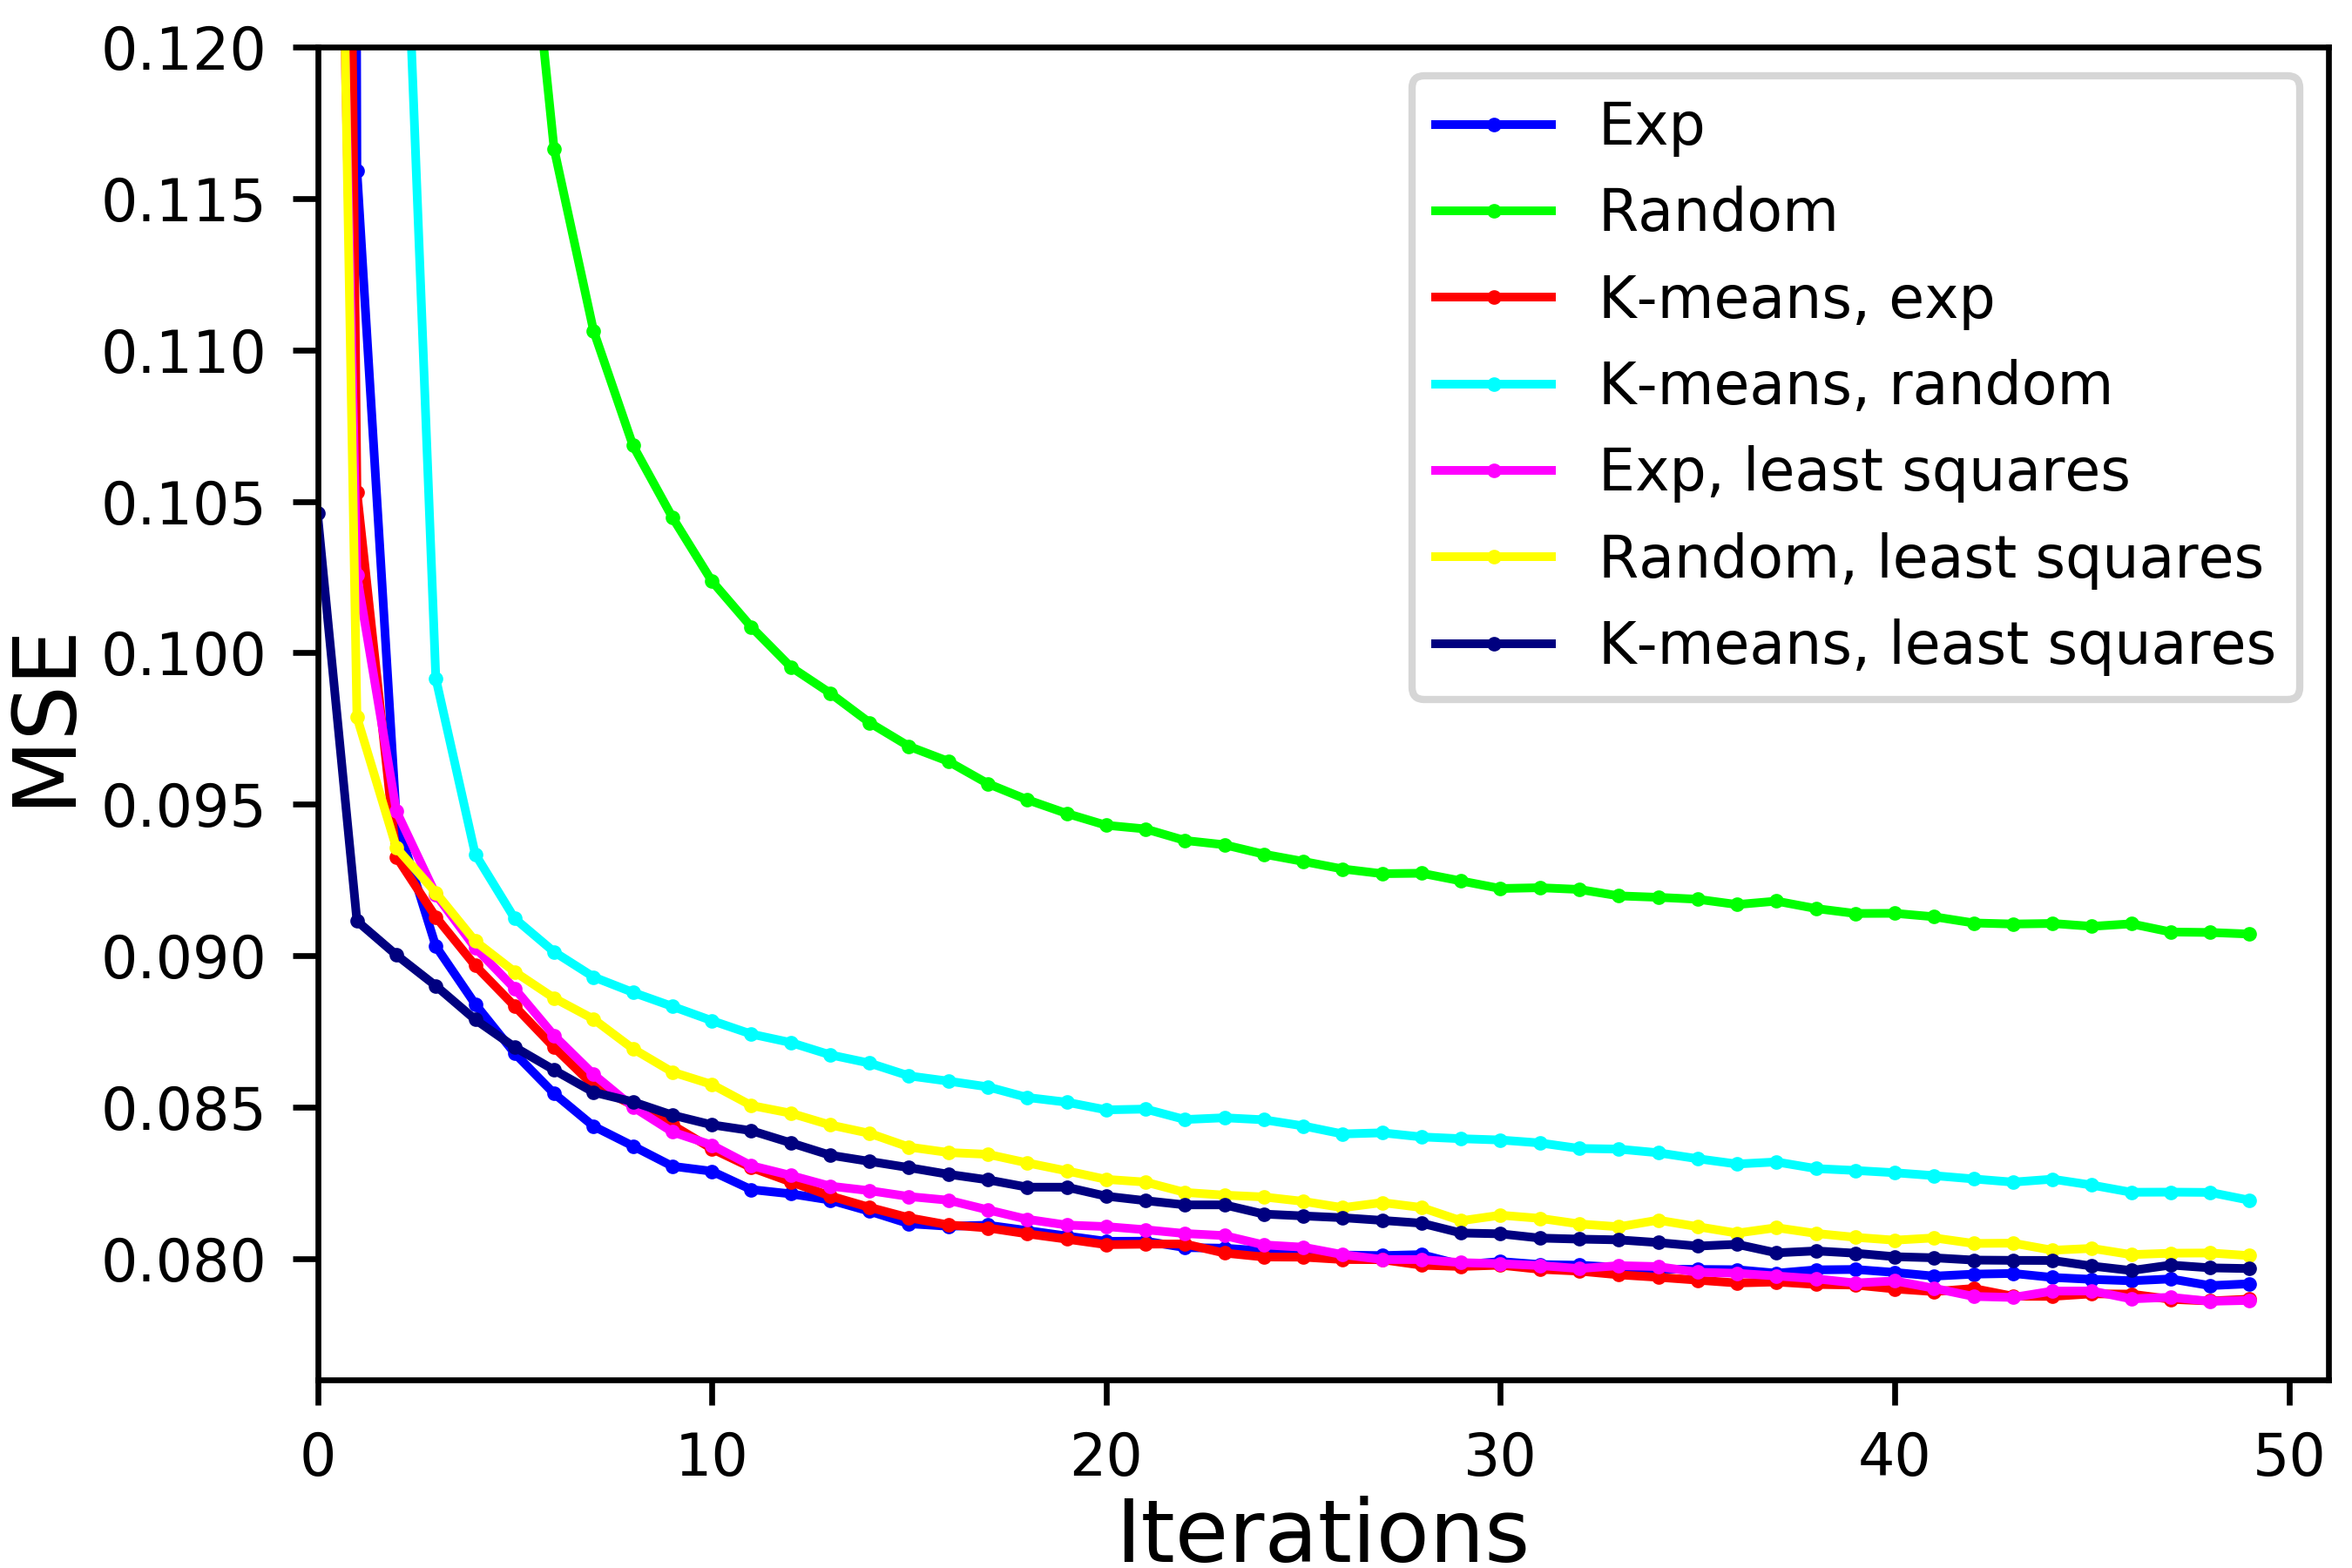 0.120
0.115
0.110
0.105
0.100
0.095
0.090
0.085
0.080
MSE
Exp
Random
K-means, exp
K-means, random
Exp, least squares
Random, least squares
K-means, least squares
0 10 20 30 40 50
Iterations